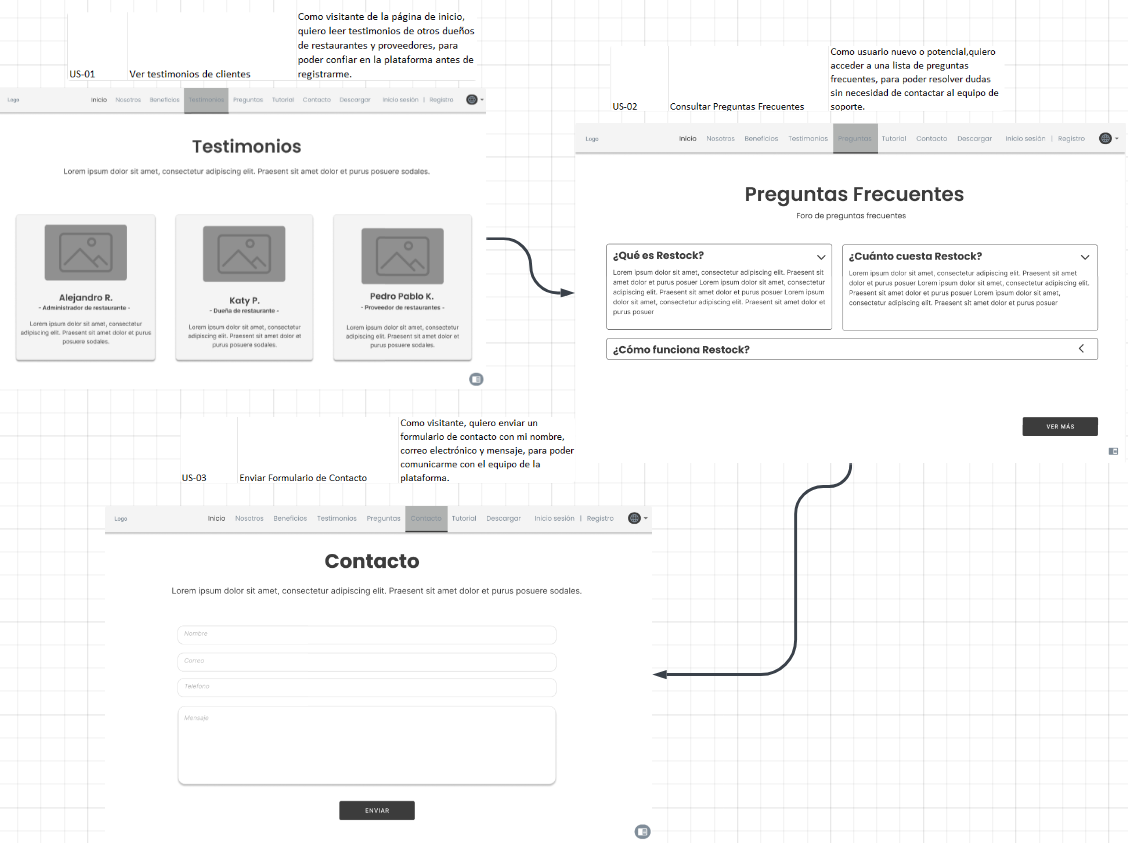 Como visitante de la página de inicio,
quiero leer testimonios de otros dueños
de restaurantes y proveedores, para
poder confiar en la plataforma antes de
US-01 Ver testimonios de clientes registrarme.
Logo Inicio Nosotros Beneficios Testimonios Preguntas Tutorial Contacto Descargar Inicio sesión | Registro
Testimonios
Lorem ipsum dolor sit amet, consectetur adipiscing elit. Praesent sit amet dolor et purus posuere sodales.
Alejandro R.
- Administrador de restaurante -
Lorem ipsum dolor sit amet, consectetur
adipiscing elit. Praesent sit amet dolor et purus
posuere sodales.
Katy P.
- Dueña de restaurante -
Lorem ipsum dolor sit amet, consectetur
adipiscing elit. Praesent sit amet dolor et
purus posuere sodales.
Pedro Pablo K.
- Proveedor de restaurantes -
Lorem ipsum dolor sit amet, consectetur
adipiscing elit. Praesent sit amet dolor et
purus posuere sodales.
Como usuario nuevo o potencial,quiero
acceder a una lista de preguntas
frecuentes, para poder resolver dudas
sin necesidad de contactar al equipo de
US-02 Consultar Preguntas Frecuentes soporte.
Logo Inicio Nosotros Beneficios Testimonios Preguntas Tutorial Contacto Descargar Inicio sesión | Registro
Preguntas Frecuentes
Foro de preguntas frecuentes
¿Qué es Restock?
Lorem ipsum dolor sit amet, consectetur adipiscing elit. Praesent sit
amet dolor et purus posuere Lorem ipsum dolor sit amet, consectetur
adipiscing elit. Praesent sit amet dolor et purus posuere Lorem ipsum
dolor sit amet, consectetur adipiscing elit. Praesent sit amet dolor et
purus posuer
¿Cuánto cuesta Restock?
Lorem ipsum dolor sit amet, consectetur adipiscing elit. Praesent sit amet
dolor et purus posuere Lorem ipsum dolor sit amet, consectetur adipiscing elit.
Praesent sit amet dolor et purus posuere Lorem ipsum dolor sit amet,
consectetur adipiscing elit. Praesent sit amet dolor et purus posuer
¿Cómo funciona Restock?
VER MÁS
Como visitante, quiero enviar un
formulario de contacto con mi nombre,
correo electrónico y mensaje, para poder
comunicarme con el equipo de la
US-03 Enviar Formulario de Contacto plataforma.
Logo Inicio Nosotros Beneficios Testimonios Preguntas Contacto Tutorial Descargar Inicio sesión | Registro
Contacto
Lorem ipsum dolor sit amet, consectetur adipiscing elit. Praesent sit amet dolor et purus posuere sodales.
Nombre
Correo
Telefono
Mensaje
ENVIAR